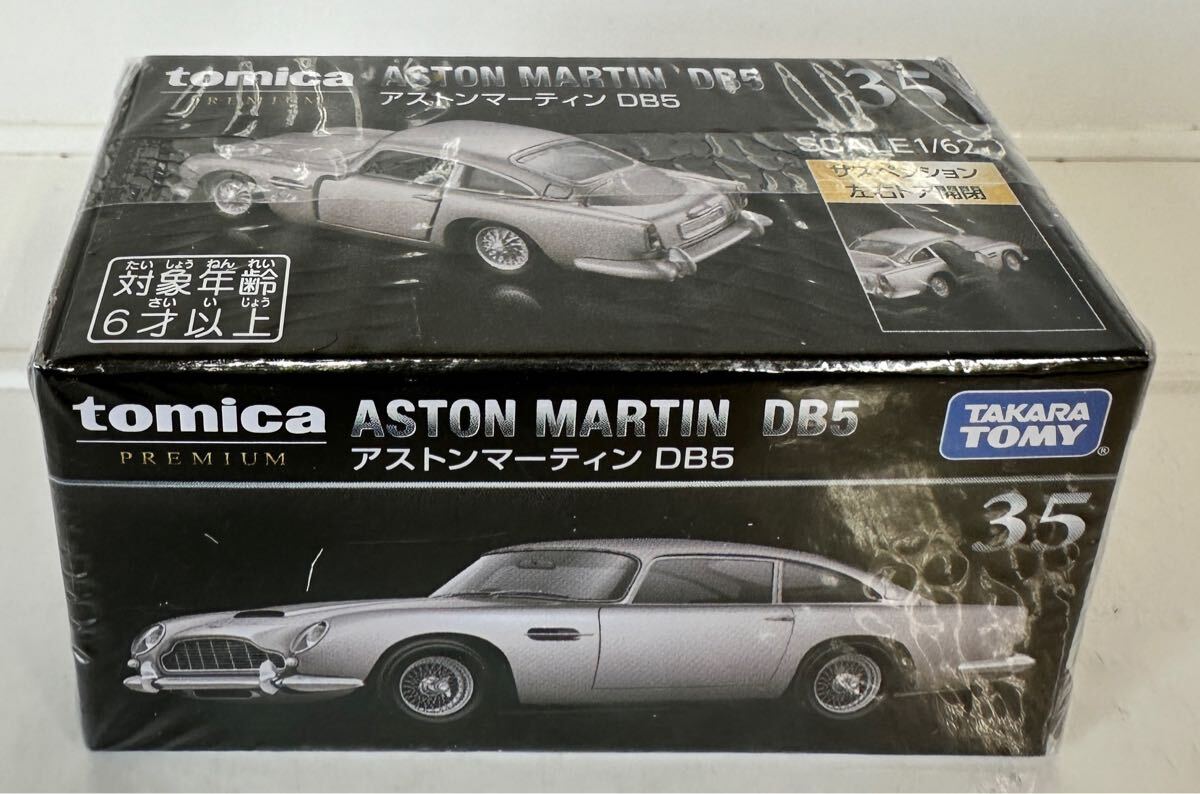 tomica
PREMIUM
ASTON MARTIN DB5
アストンマーティン DB5
35
SCALE 1/62
サスペンション
左右ドア開閉
たい しょう ねん れい
対象年齢
さい い じょう
6才以上
tomica
PREMIUM
ASTON MARTIN DB5
アストンマーティン DB5
TAKARA
TOMY
®
35